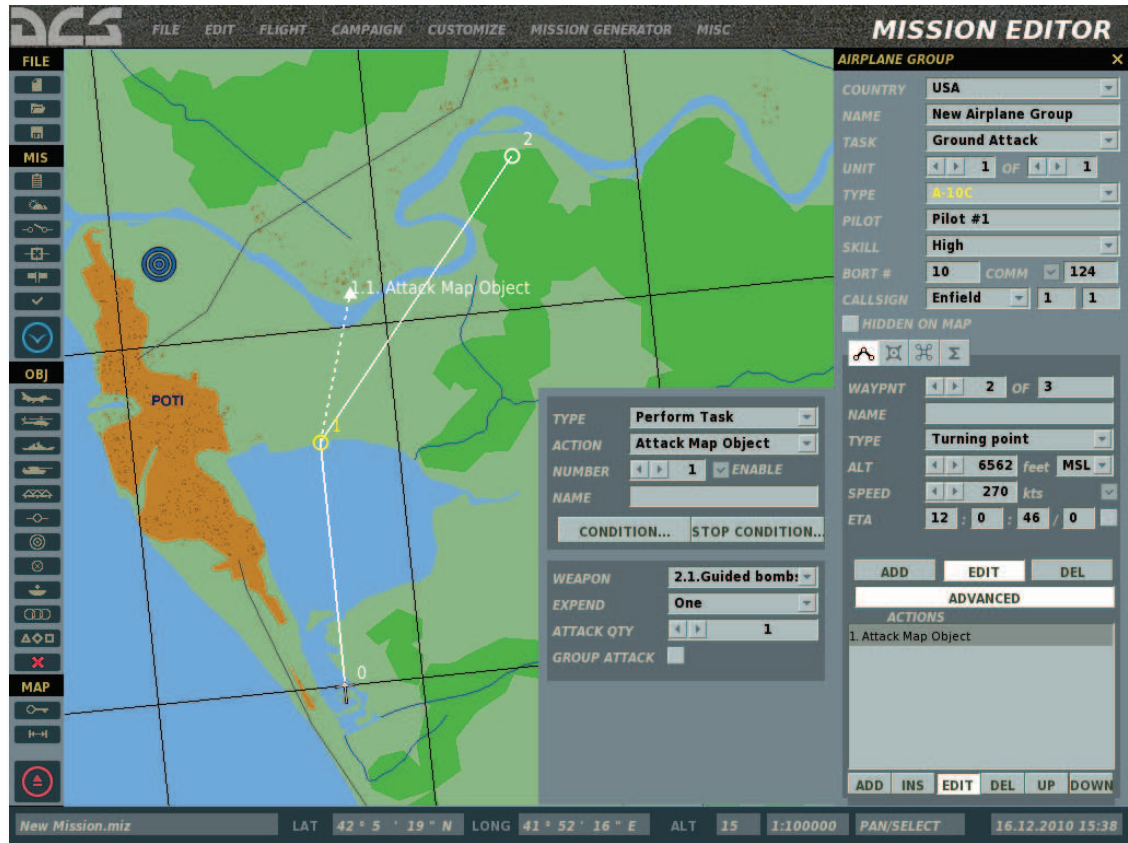 DCS FILE EDIT FLIGHT CAMPAIGN CUSTOMIZE MISSION GENERATOR MISC MISSION EDITOR
FILE
MIS
OBJ
MAP
2
1.1. Attack Map Object
POTI
1
0
TYPE Perform Task
ACTION Attack Map Object
NUMBER 1 ENABLE
NAME
CONDITION... STOP CONDITION...
WEAPON 2.1.Guided bombs
EXPEND One
ATTACK QTY 1
GROUP ATTACK
AIRPLANE GROUP X
COUNTRY USA
NAME New Airplane Group
TASK Ground Attack
UNIT 1 OF 1
TYPE A-10C
PILOT Pilot #1
SKILL High
BORT # 10 COMM 124
CALLSIGN Enfield 1 1
HIDDEN ON MAP
Σ
WAYPNT 2 OF 3
NAME
TYPE Turning point
ALT 6562 feet MSL
SPEED 270 kts
ETA 12 : 0 : 46 / 0
ADD EDIT DEL
ADVANCED
ACTIONS
1. Attack Map Object
ADD INS EDIT DEL UP DOWN
New Mission.miz LAT 42 ° 5 ' 19 " N LONG 41 ° 52 ' 16 " E ALT 15 1:100000 PAN/SELECT 16.12.2010 15:38